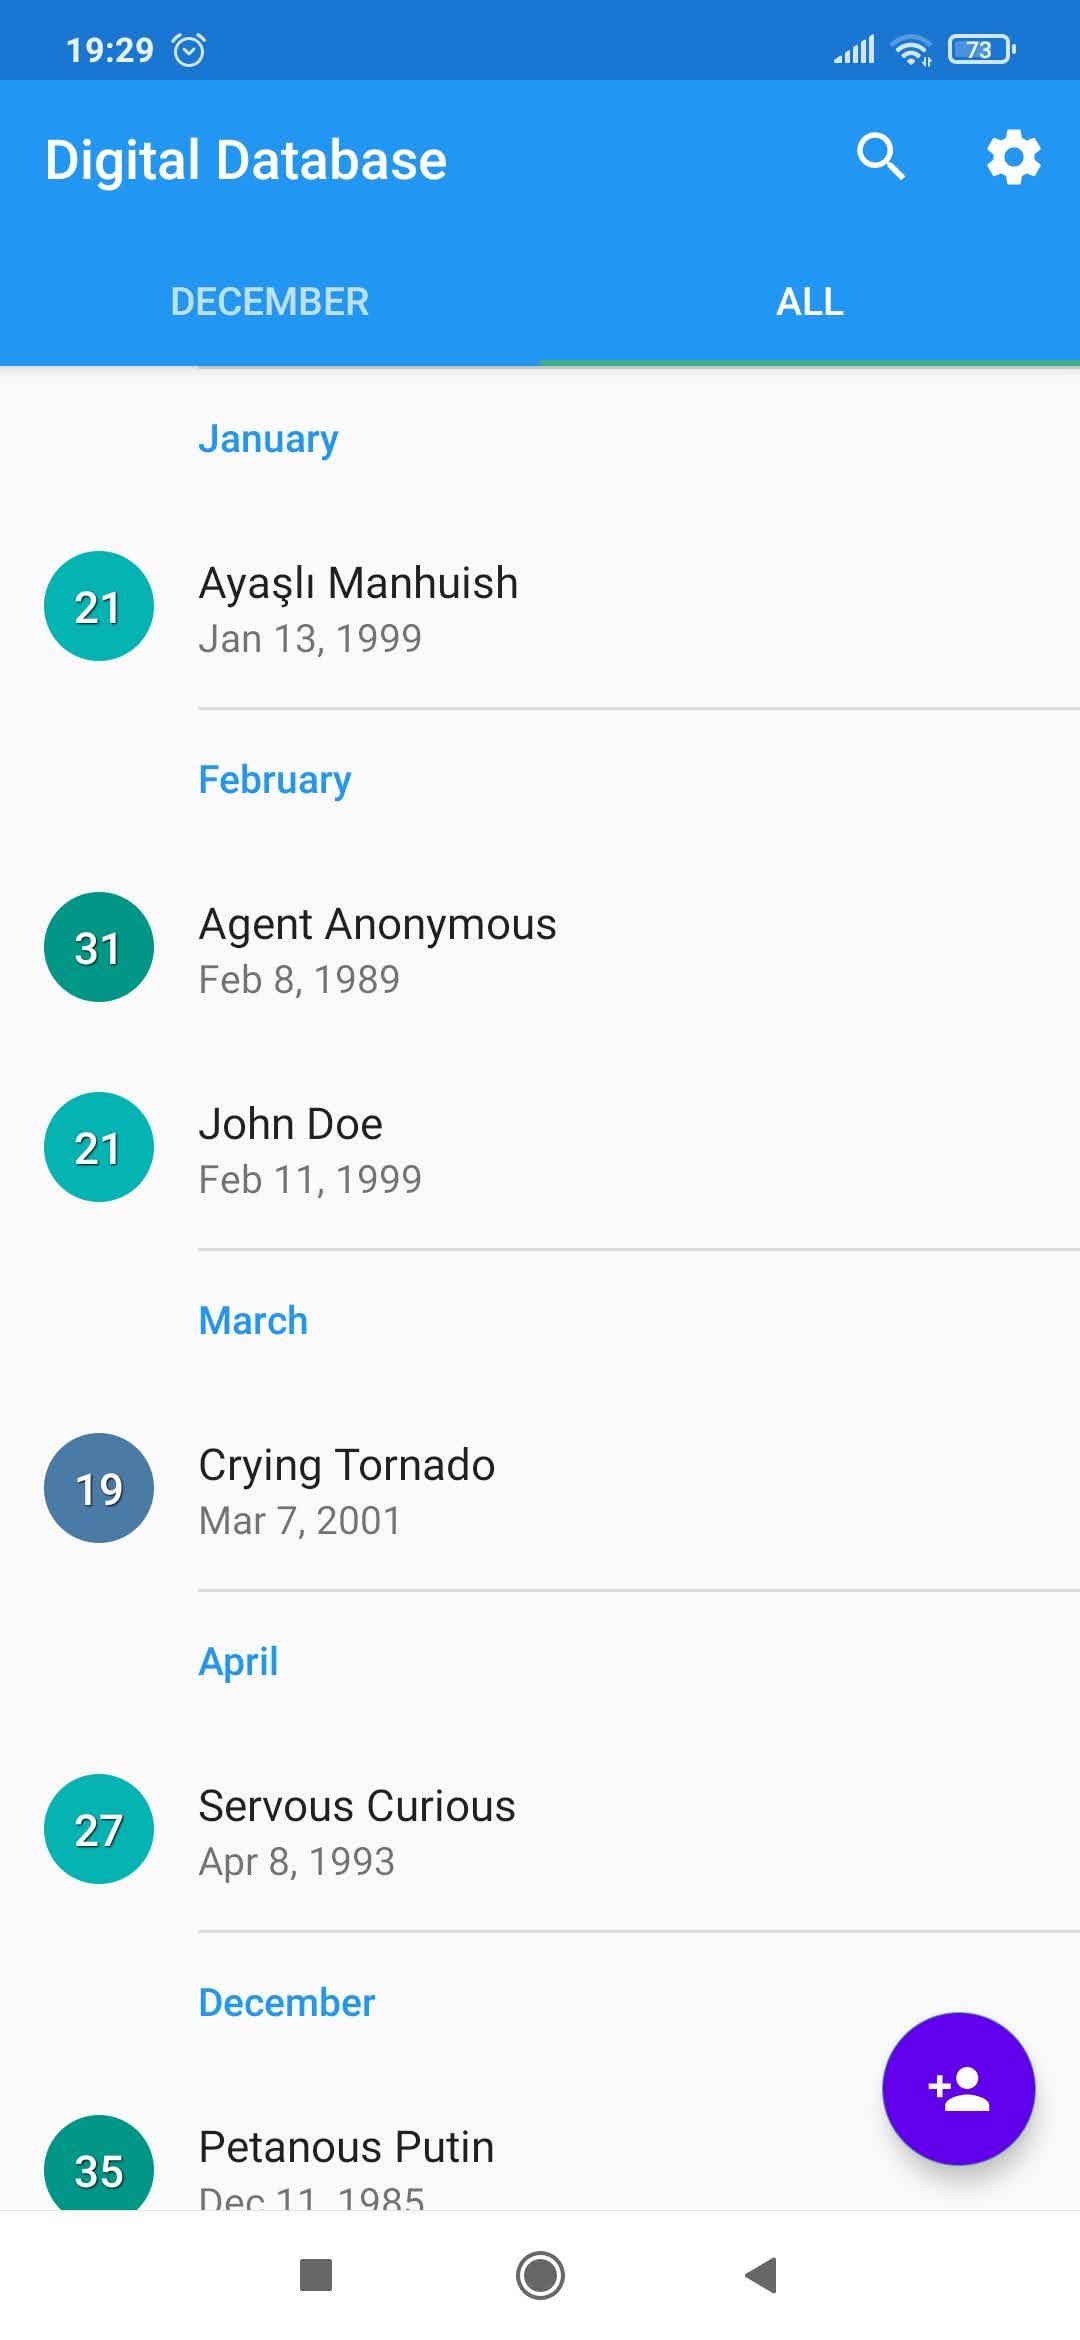 19:29
73
Digital Database
DECEMBER
ALL
January
21
Ayaşlı Manhuish
Jan 13, 1999
February
31
Agent Anonymous
Feb 8, 1989
21
John Doe
Feb 11, 1999
March
19
Crying Tornado
Mar 7, 2001
April
27
Servous Curious
Apr 8, 1993
December
35
Petanous Putin
Dec 11, 1985